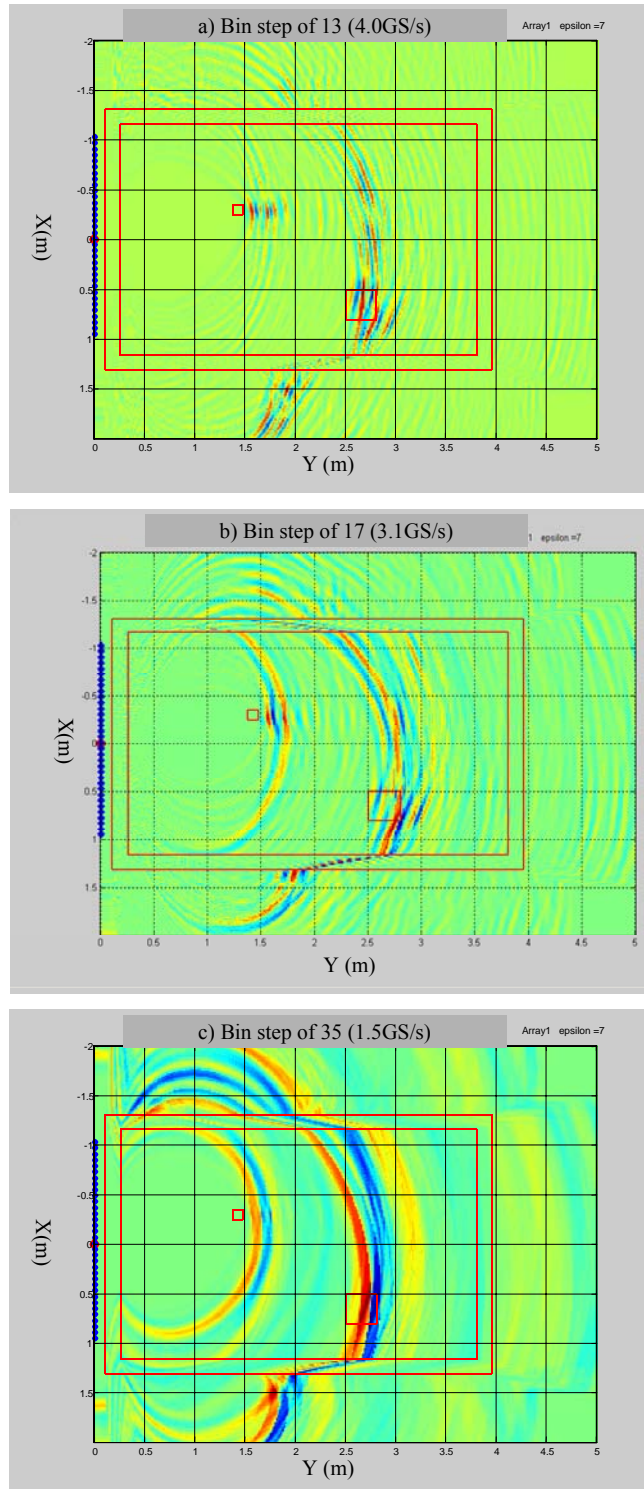 a) Bin step of 13 (4.0GS/s)
Array1 epsilon =7
-2
-1.5
-1
-0.5
0
0.5
1
1.5
X(m)
0 0.5 1 1.5 2 2.5 3 3.5 4 4.5 5
Y (m)
b) Bin step of 17 (3.1GS/s)
1 epsilon =7
-2
-1.5
-1
-0.5
0
0.5
1
1.5
X(m)
0 0.5 1 1.5 2 2.5 3 3.5 4 4.5 5
Y (m)
c) Bin step of 35 (1.5GS/s)
Array1 epsilon =7
-2
-1.5
-1
-0.5
0
0.5
1
1.5
X(m)
0 0.5 1 1.5 2 2.5 3 3.5 4 4.5 5
Y (m)